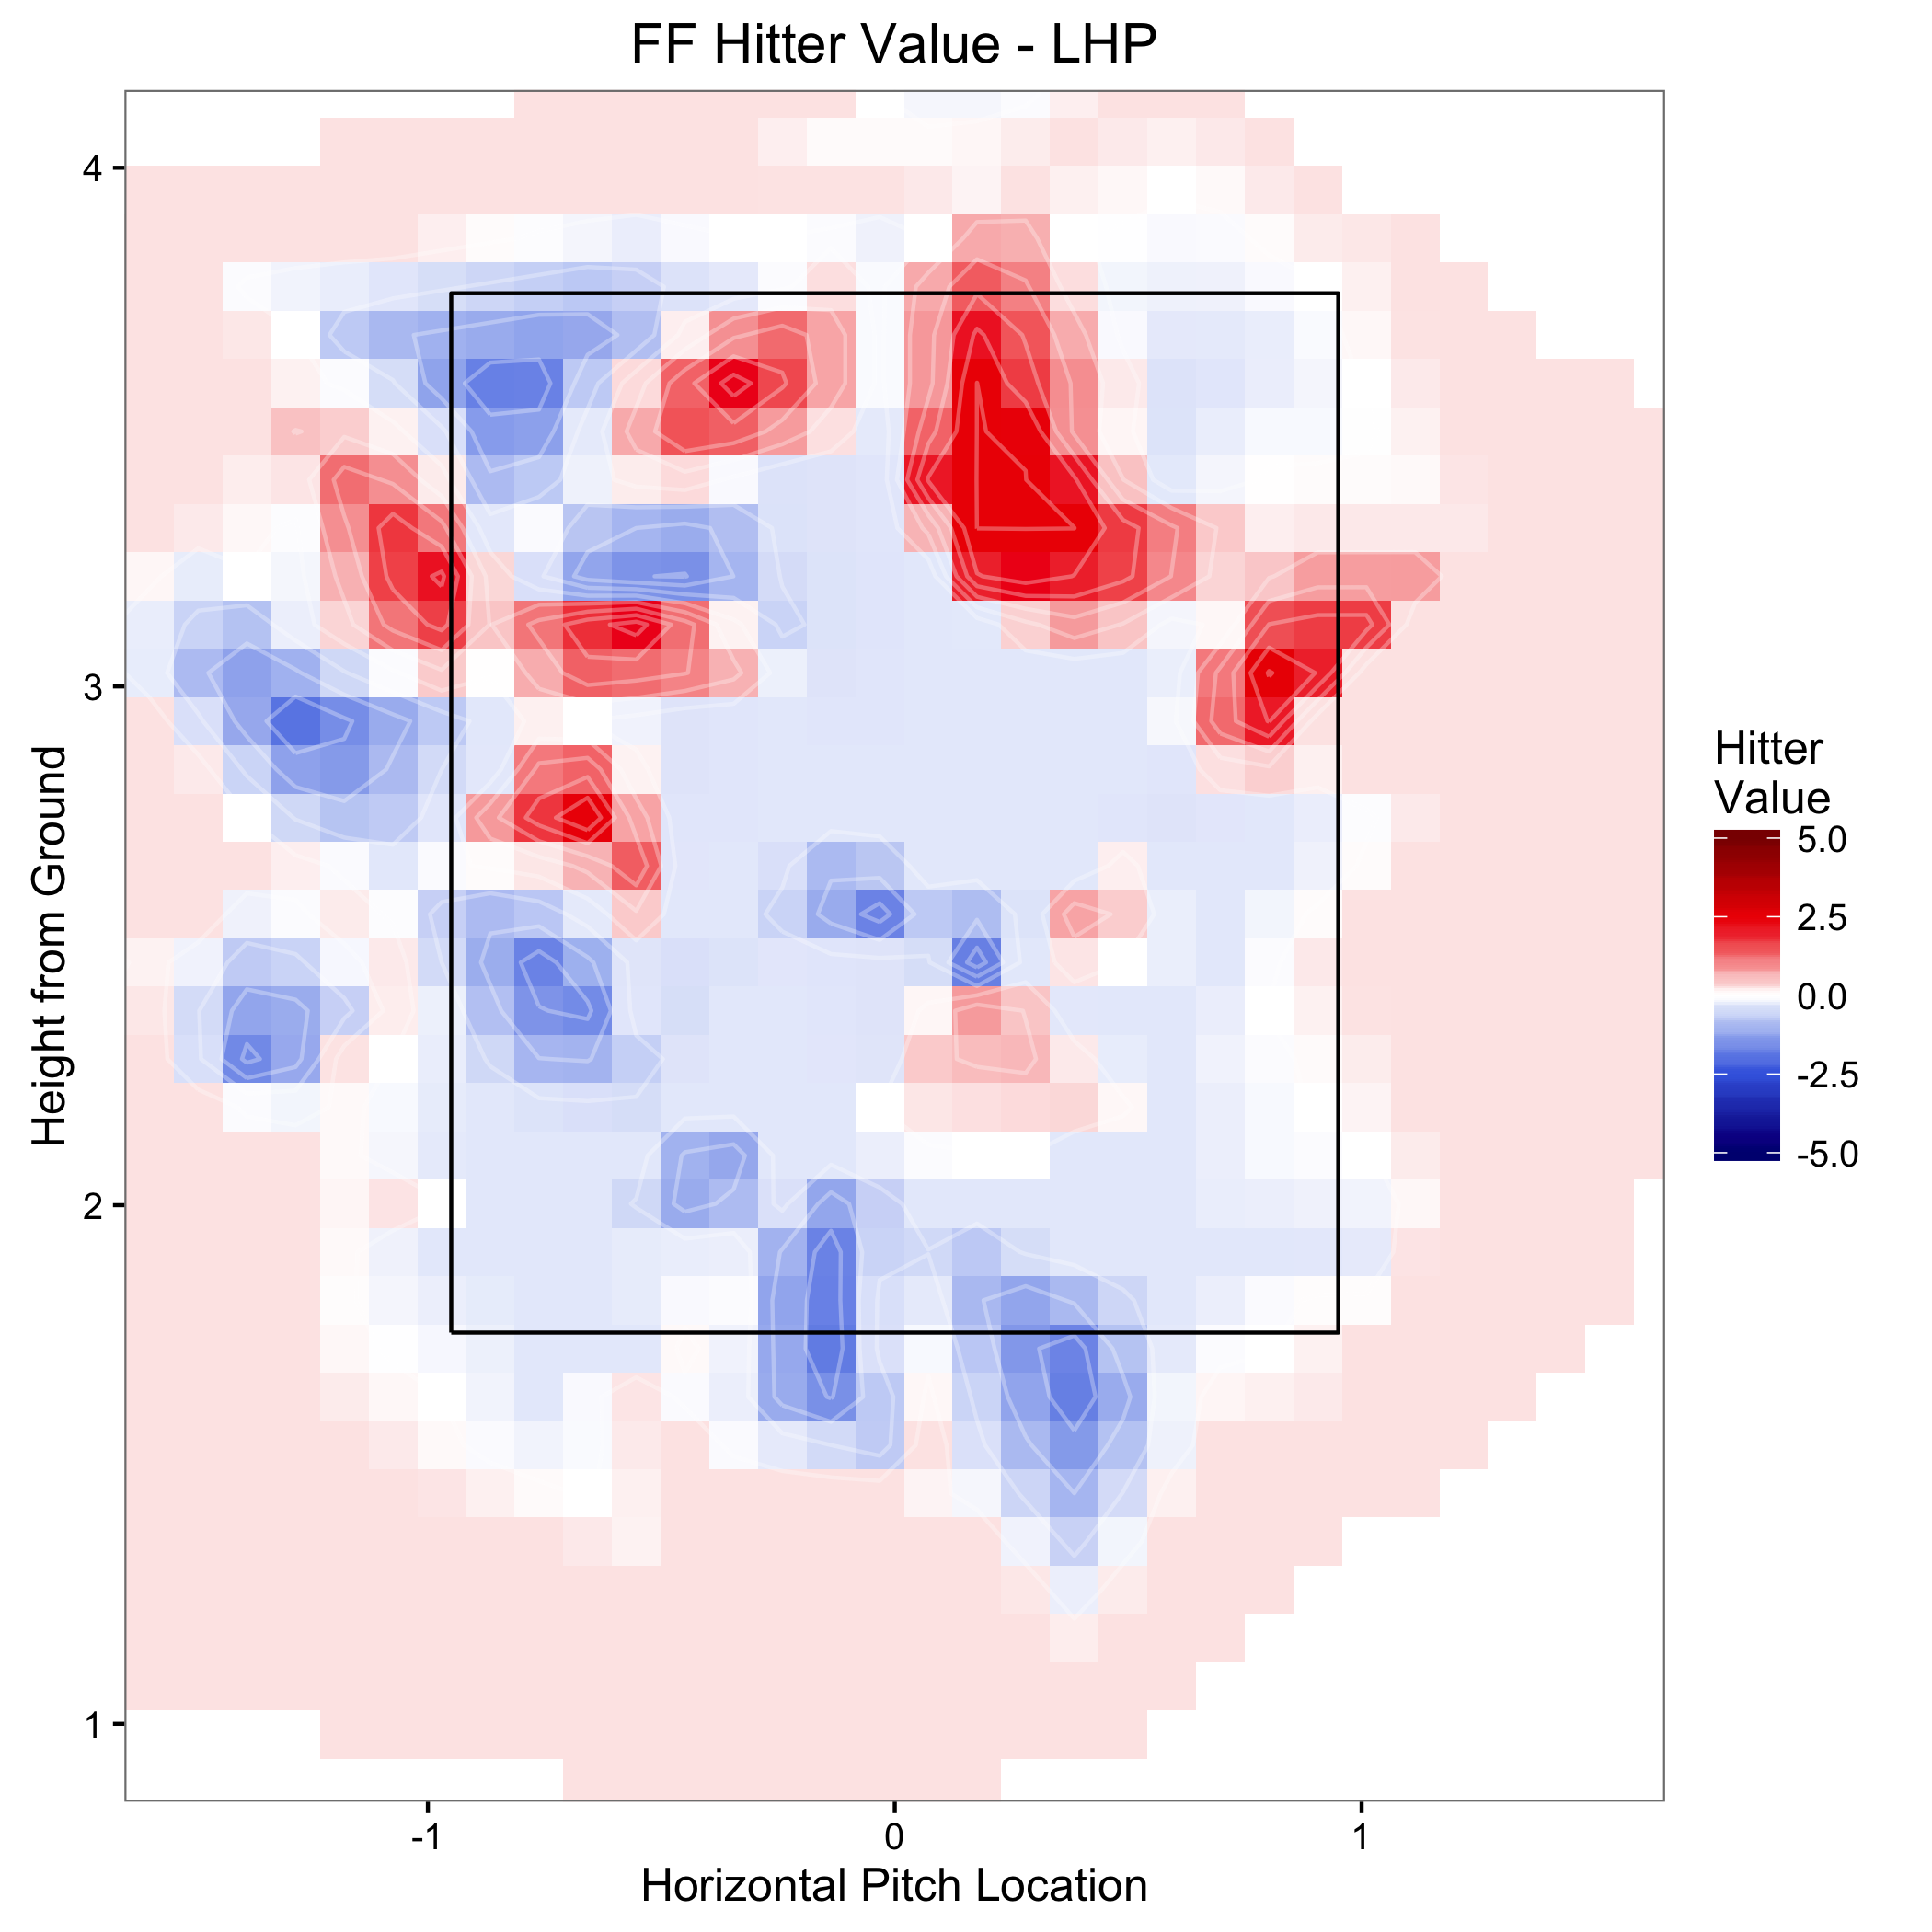 FF Hitter Value - LHP
4
3
2
1
Height from Ground
-1
0
1
Horizontal Pitch Location
Hitter
Value
5.0
2.5
0.0
-2.5
-5.0